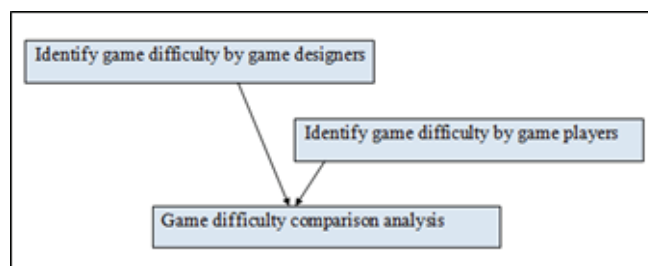 Identify game difficulty by game designers
Identify game difficulty by game players
Game difficulty comparison analysis